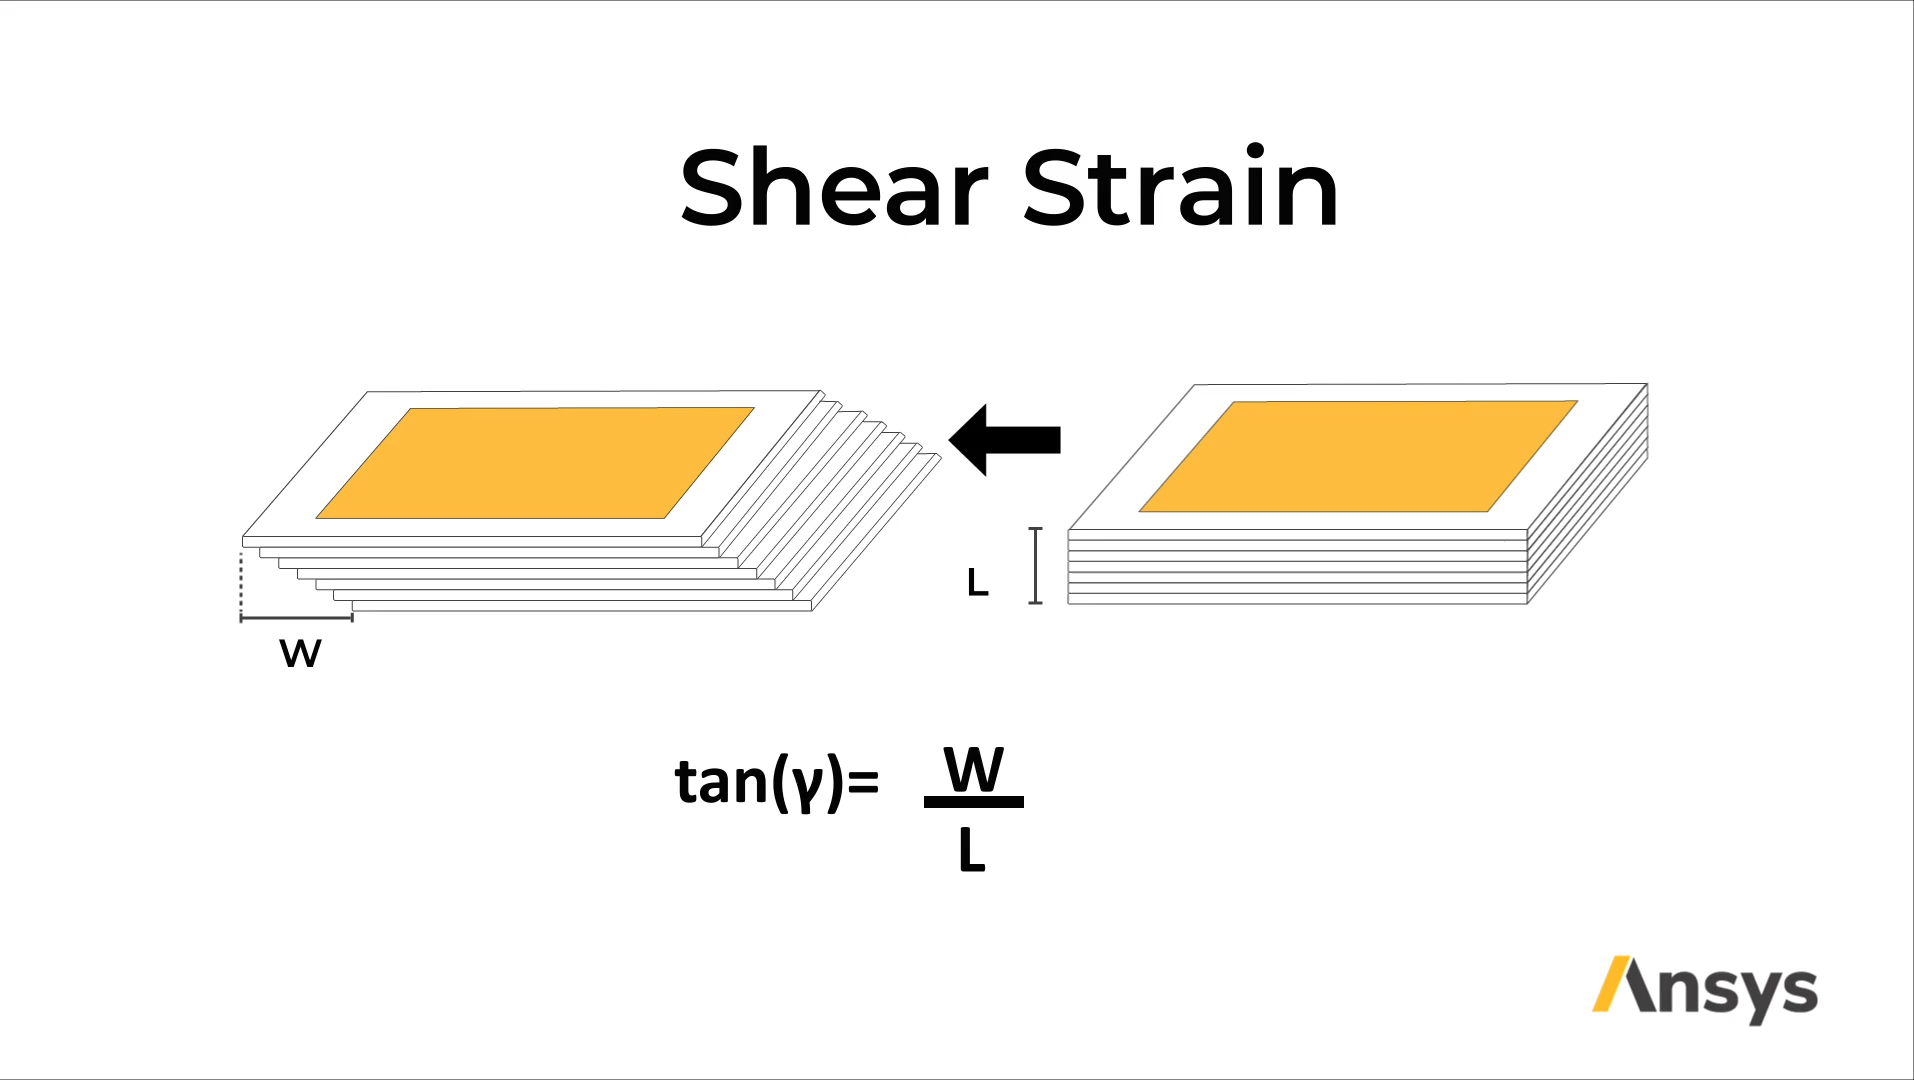 Shear Strain
L
W
tan(γ)= W
L
Ansys